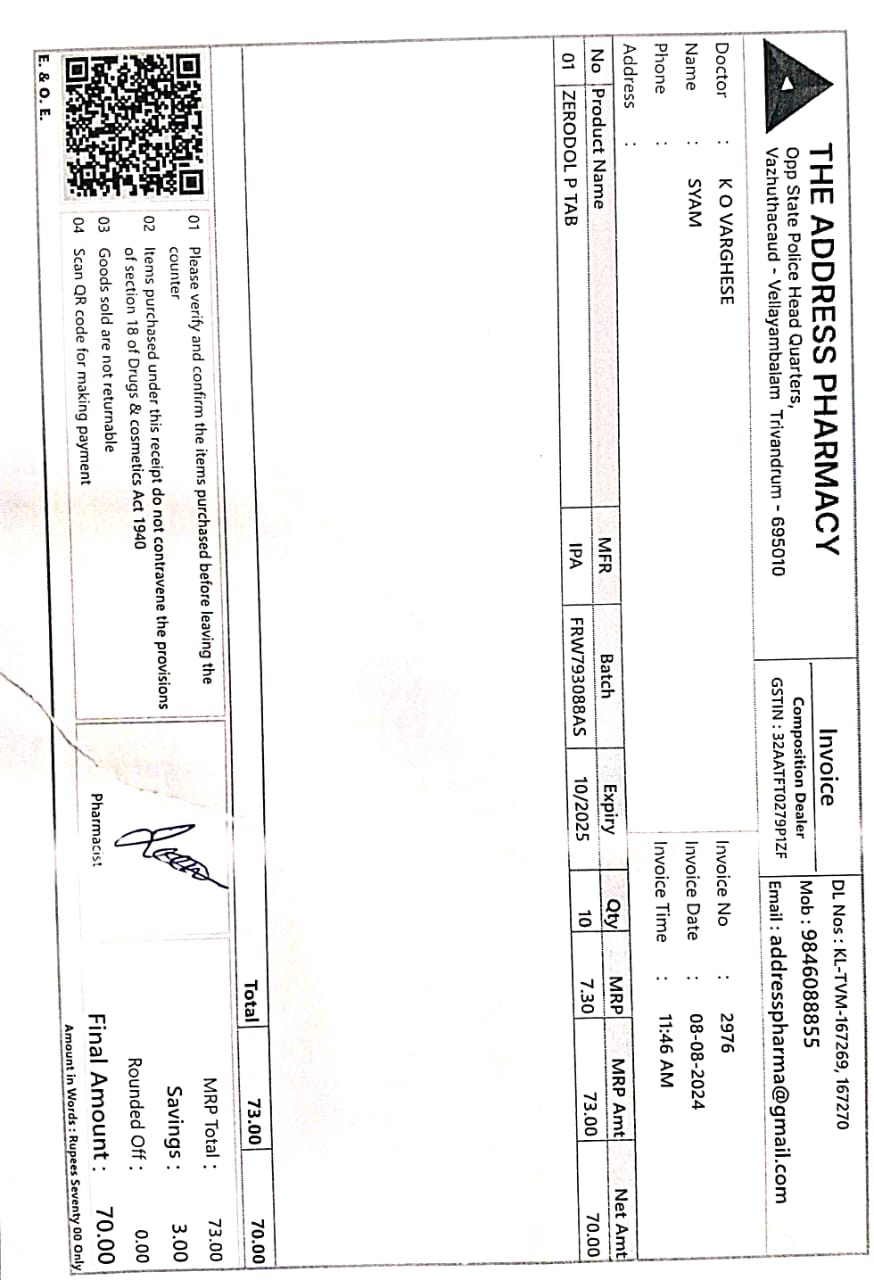 THE ADDRESS PHARMACY
Opp State Police Head Quarters,
Vazhuthacaud - Vellayambalam Trivandrum - 695010
Invoice
Composition Dealer
GSTIN : 32AATFT0279P1ZF
DL Nos : KL-TVM-167269, 167270
Mob : 9846088855
Email : addresspharma@gmail.com
Doctor : K O VARGHESE
Name : SYAM
Phone :
Address :
Invoice No : 2976
Invoice Date : 08-08-2024
Invoice Time : 11:46 AM
No Product Name MFR Batch Expiry Qty MRP MRP Amt Net Amt
01 ZERODOL P TAB IPA FRW793088AS 10/2025 10 7.30 73.00 70.00
Total 73.00 70.00
01 Please verify and confirm the items purchased before leaving the
counter
02 Items purchased under this receipt do not contravene the provisions
of section 18 of Drugs & cosmetics Act 1940
03 Goods sold are not returnable
04 Scan QR code for making payment
E. & O. E.
Pharmacist
MRP Total : 73.00
Savings : 3.00
Rounded Off : 0.00
Final Amount : 70.00
Amount in Words : Rupees Seventy 00 Only